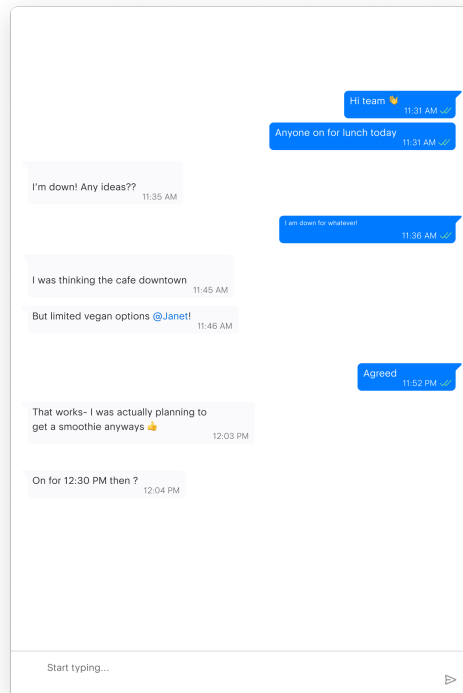 Hi team 👋
11:31 AM
Anyone on for lunch today
11:31 AM
I'm down! Any ideas??
11:35 AM
I am down for whatever!
11:36 AM
I was thinking the cafe downtown
11:45 AM
But limited vegan options @Janet!
11:46 AM
Agreed
11:52 PM
That works- I was actually planning to
get a smoothie anyways 👍
12:03 PM
On for 12:30 PM then ?
12:04 PM
Start typing...